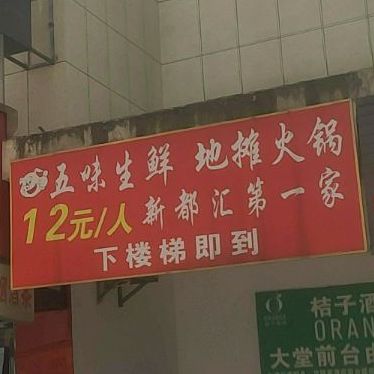 五味生鲜 地摊火锅
12元/人 新都汇第一家
下楼梯即到
桔子酒
ORAN
大堂前台由